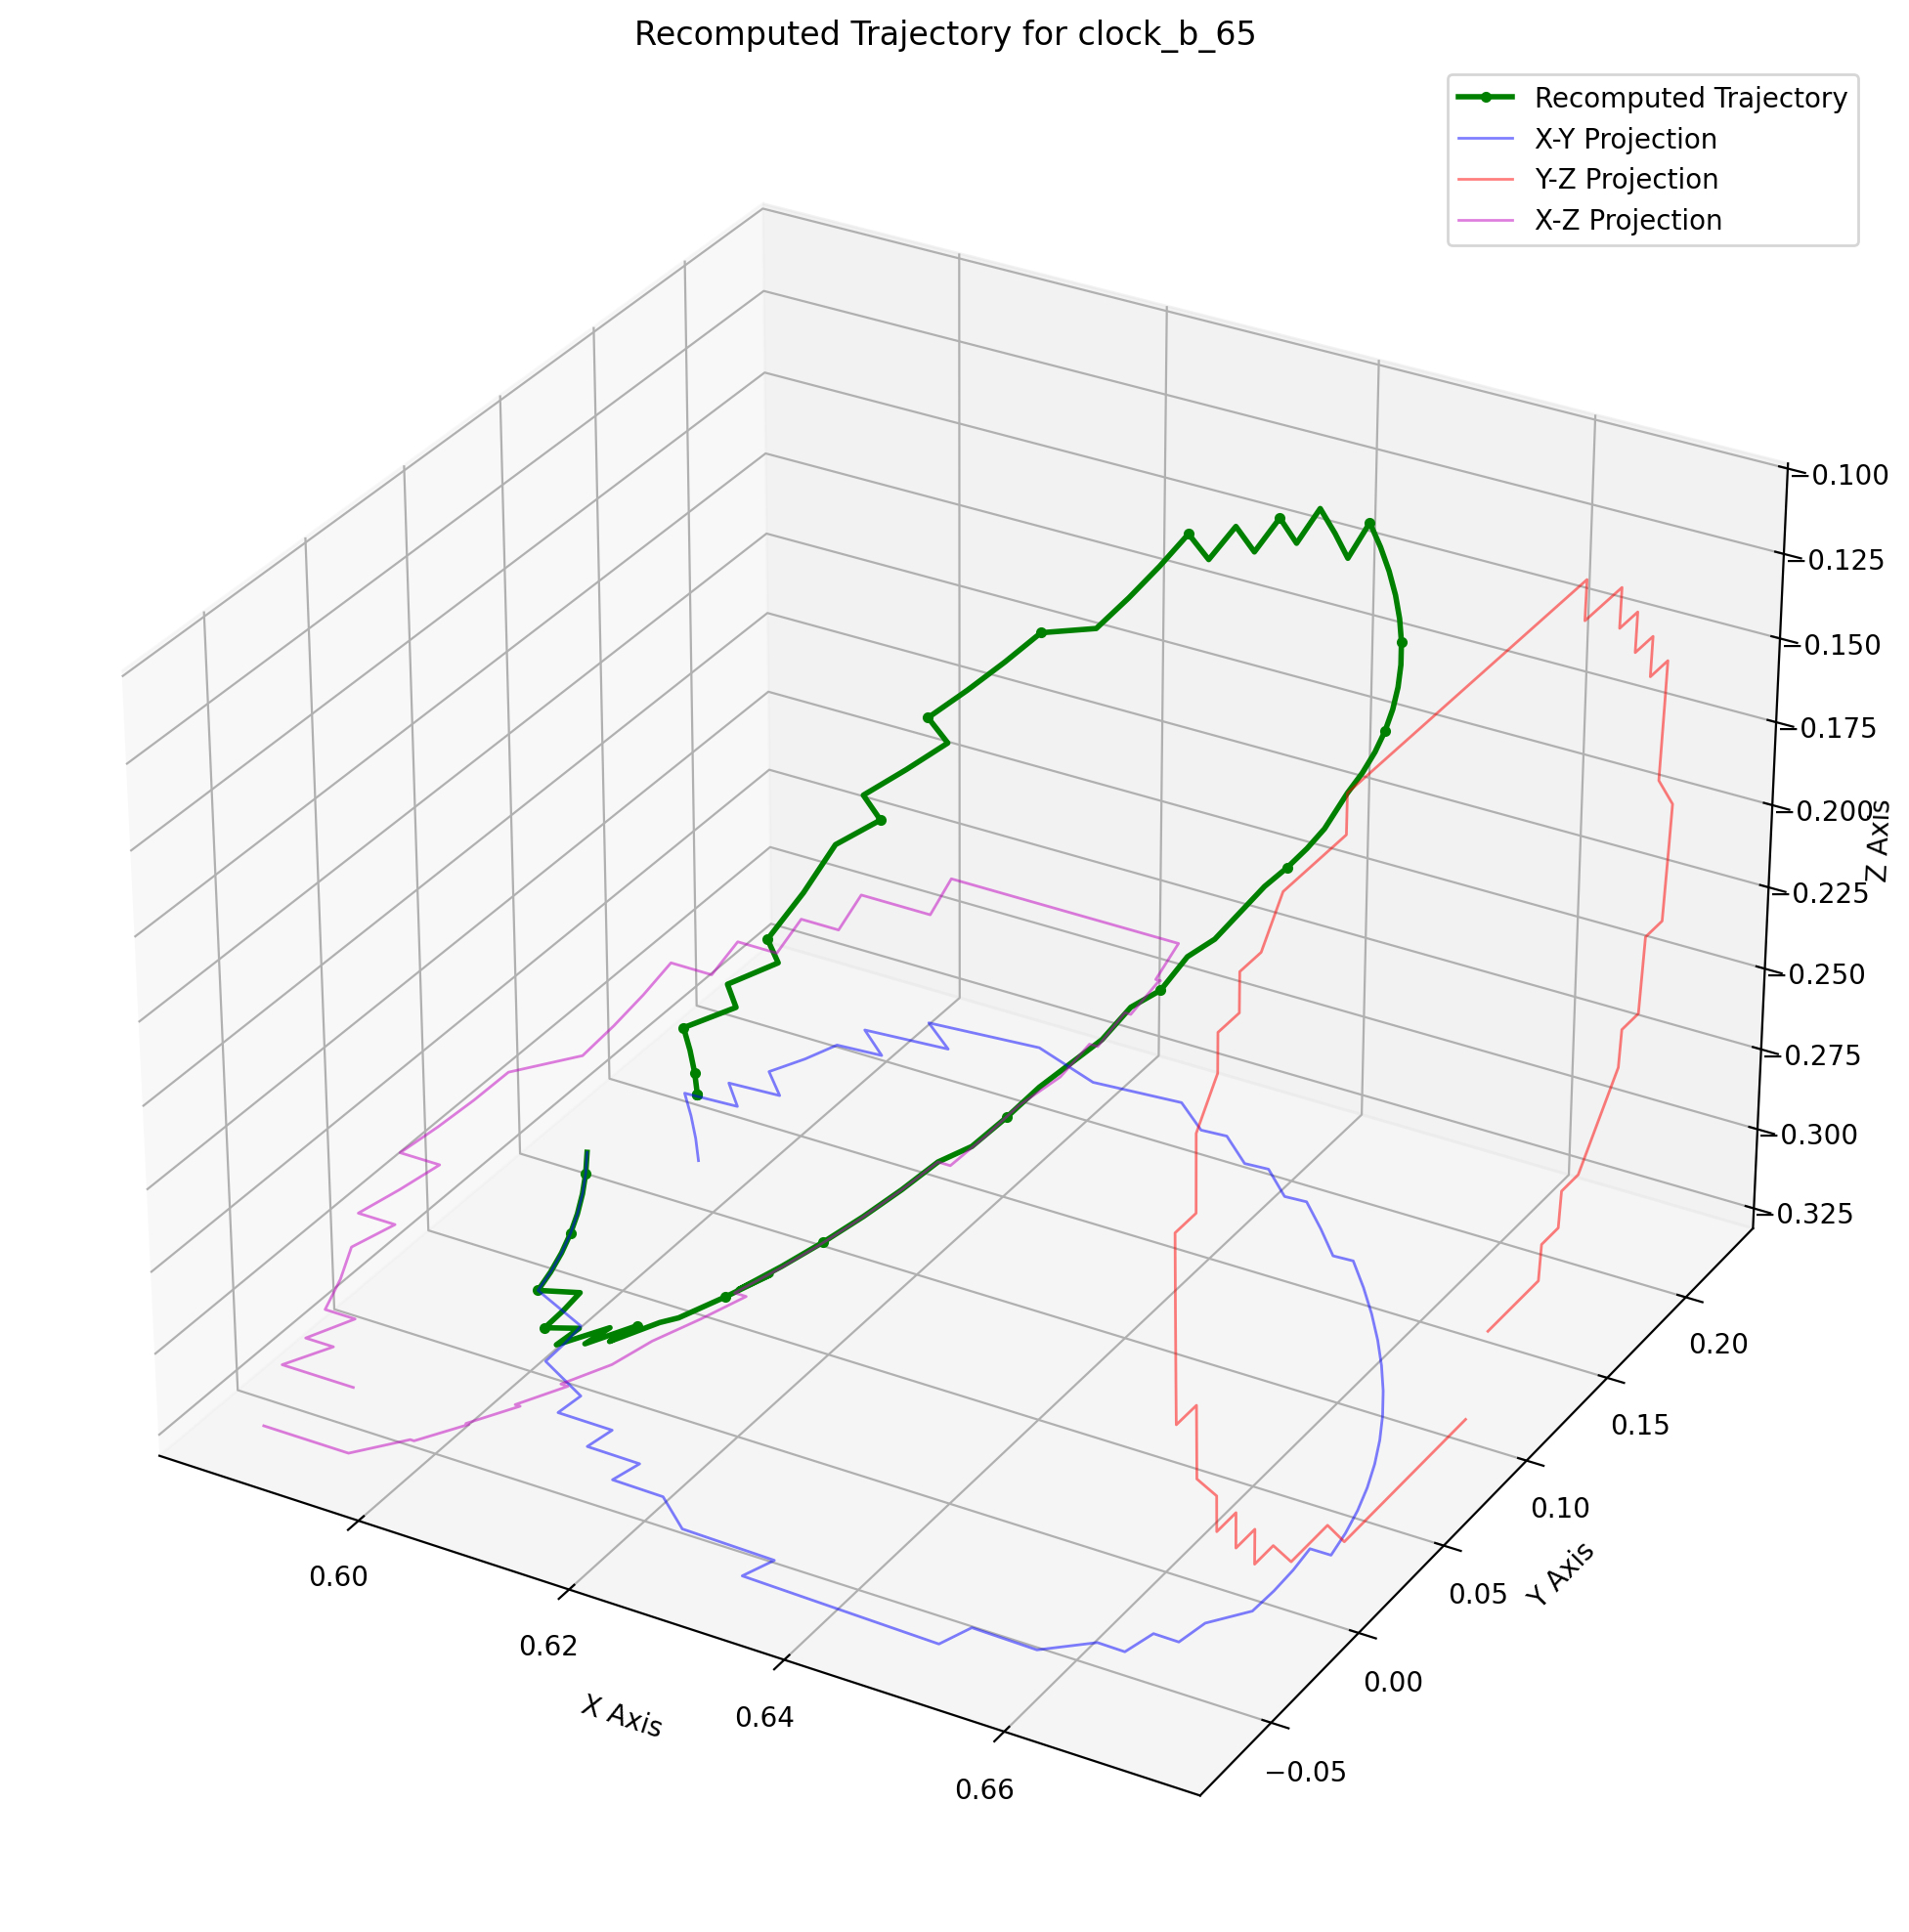 Recomputed Trajectory for clock_b_65
Recomputed Trajectory
X-Y Projection
Y-Z Projection
X-Z Projection
−0.100
−0.125
−0.150
−0.175
−0.200
−0.225
−0.250
−0.275
−0.300
−0.325
Z Axis
0.20
0.15
0.10
0.05
0.00
−0.05
Y Axis
0.60
0.62
0.64
0.66
X Axis